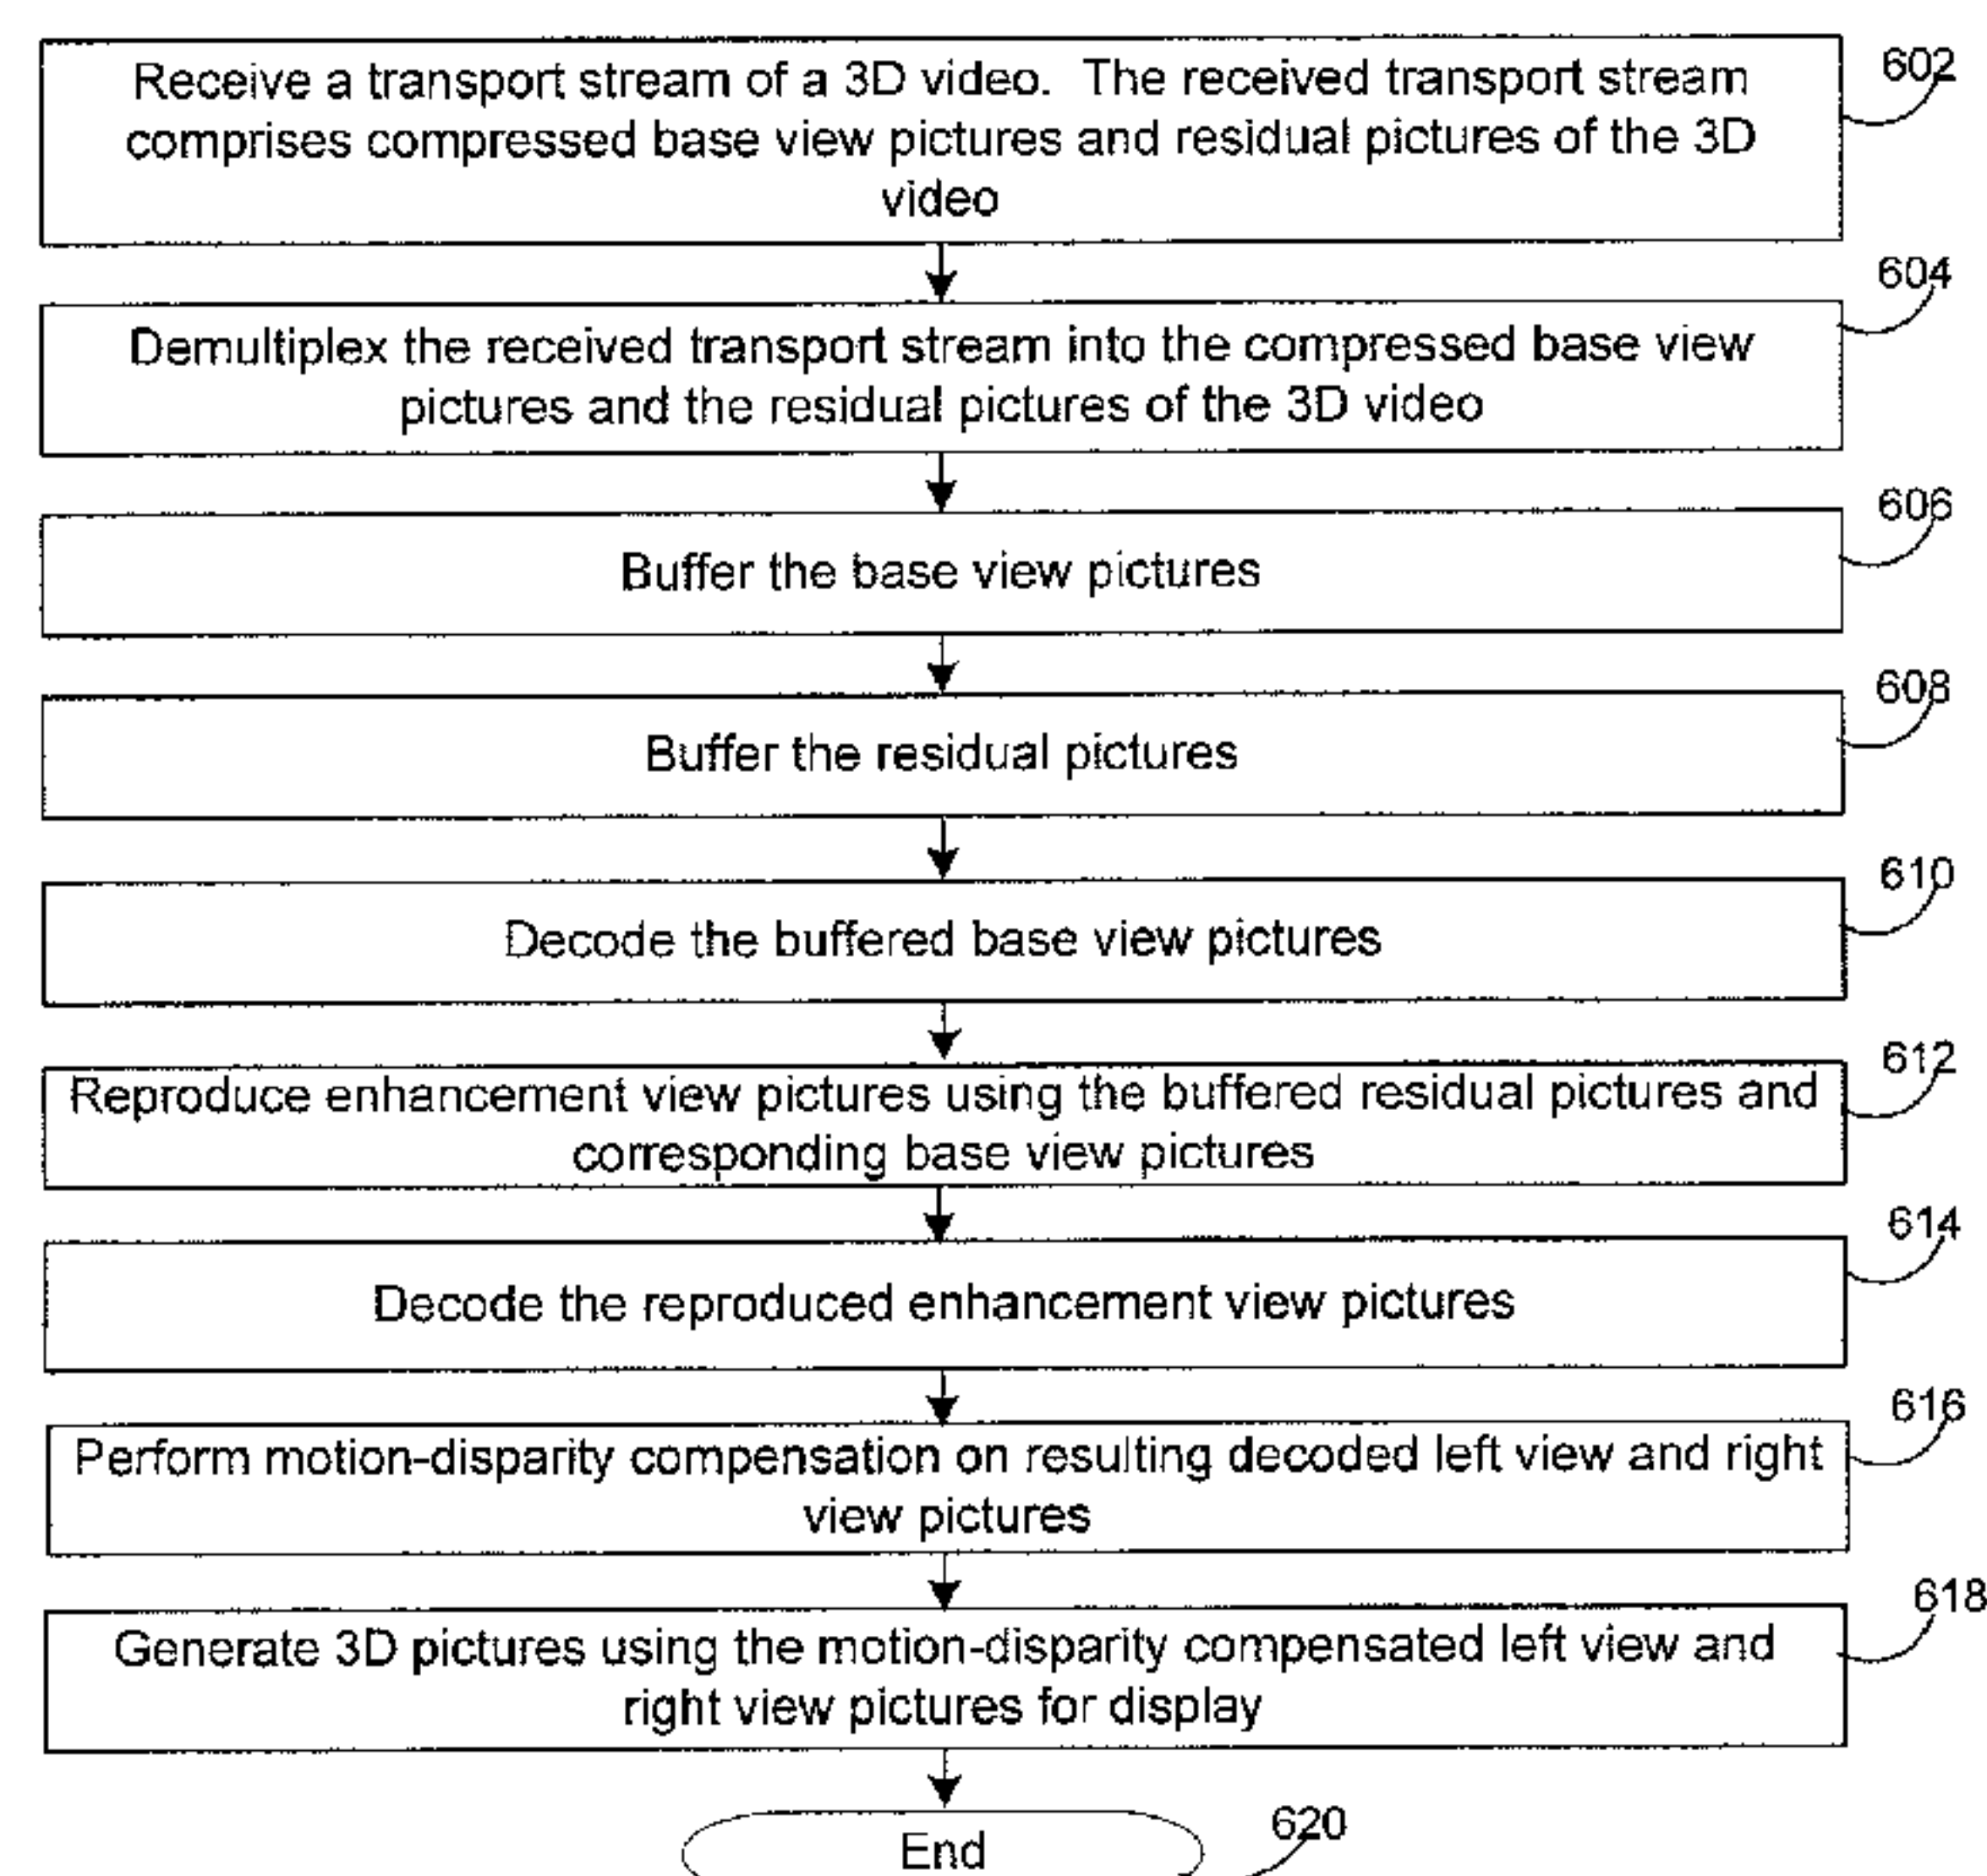 Receive a transport stream of a 3D video. The received transport stream
comprises compressed base view pictures and residual pictures of the 3D
video
602
Demultiplex the received transport stream into the compressed base view
pictures and the residual pictures of the 3D video
604
Buffer the base view pictures
606
Buffer the residual pictures
608
Decode the buffered base view pictures
610
Reproduce enhancement view pictures using the buffered residual pictures and
corresponding base view pictures
612
Decode the reproduced enhancement view pictures
614
Perform motion-disparity compensation on resulting decoded left view and right
view pictures
616
Generate 3D pictures using the motion-disparity compensated left view and
right view pictures for display
618
End
620